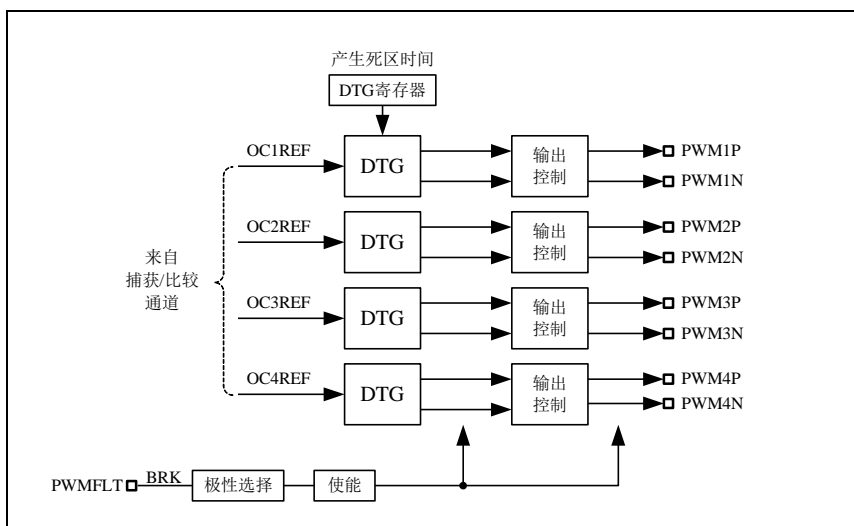 产生死区时间
DTG寄存器
OC1REF
DTG
输出
控制
PWM1P
PWM1N
OC2REF
DTG
输出
控制
PWM2P
PWM2N
来自
捕获/比较
通道
OC3REF
DTG
输出
控制
PWM3P
PWM3N
OC4REF
DTG
输出
控制
PWM4P
PWM4N
PWMFLT
BRK
极性选择
使能